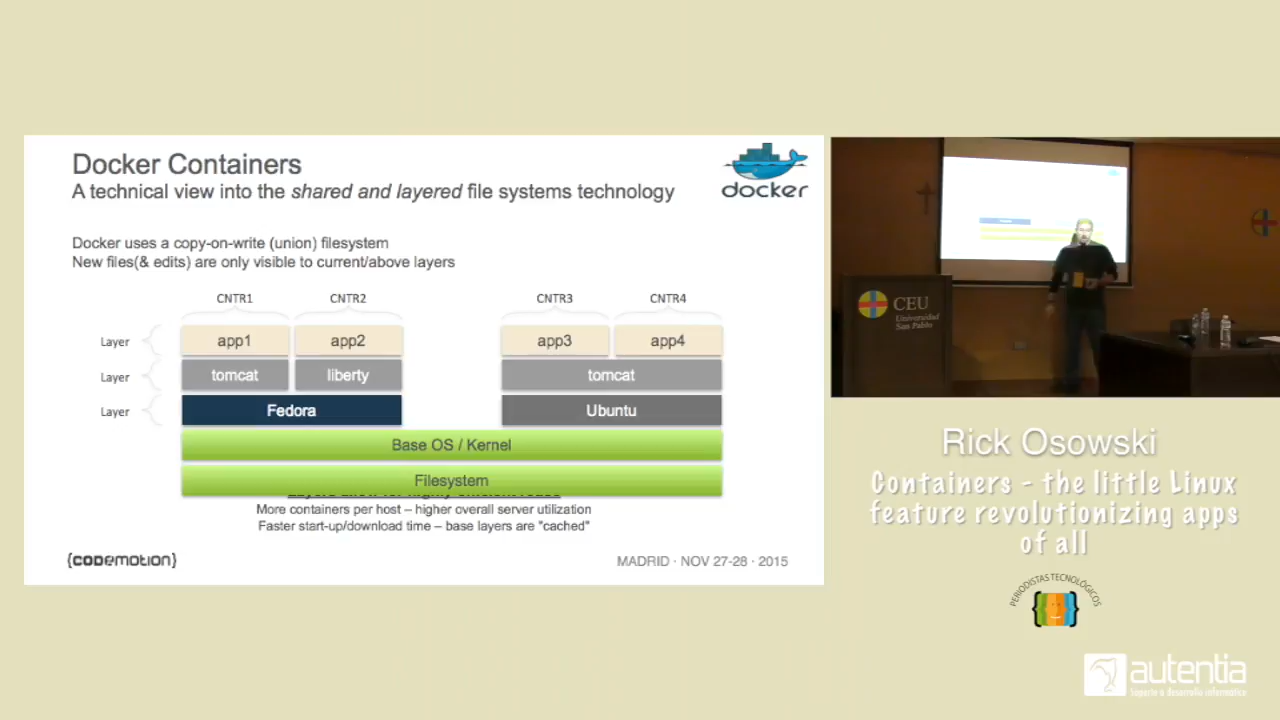 Docker Containers
A technical view into the shared and layered file systems technology
docker
Docker uses a copy-on-write (union) filesystem
New files(& edits) are only visible to current/above layers
CNTR1 CNTR2 CNTR3 CNTR4
Layer app1 app2 app3 app4
Layer tomcat liberty tomcat
Layer Fedora Ubuntu
Base OS / Kernel
Filesystem
More containers per host – higher overall server utilization
Faster start-up/download time – base layers are "cached"
{codemotion}
MADRID · NOV 27-28 · 2015
CEU
Universidad
San Pablo
Rick Osowski
Containers - the little Linux
feature revolutionizing apps
of all
PERIODISTAS TECNOLÓGICOS
autentia
Soporte a desarrollo informático